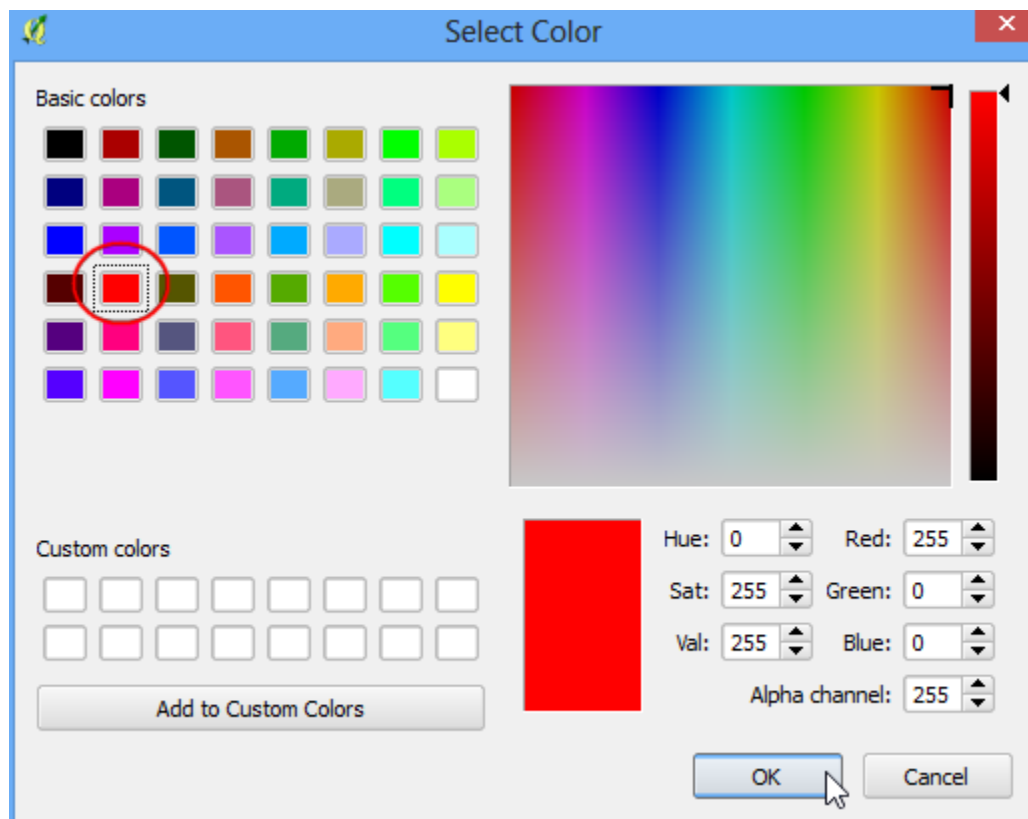 Select Color
Basic colors
Custom colors
Add to Custom Colors
Hue: 0 Red: 255
Sat: 255 Green: 0
Val: 255 Blue: 0
Alpha channel: 255
OK Cancel